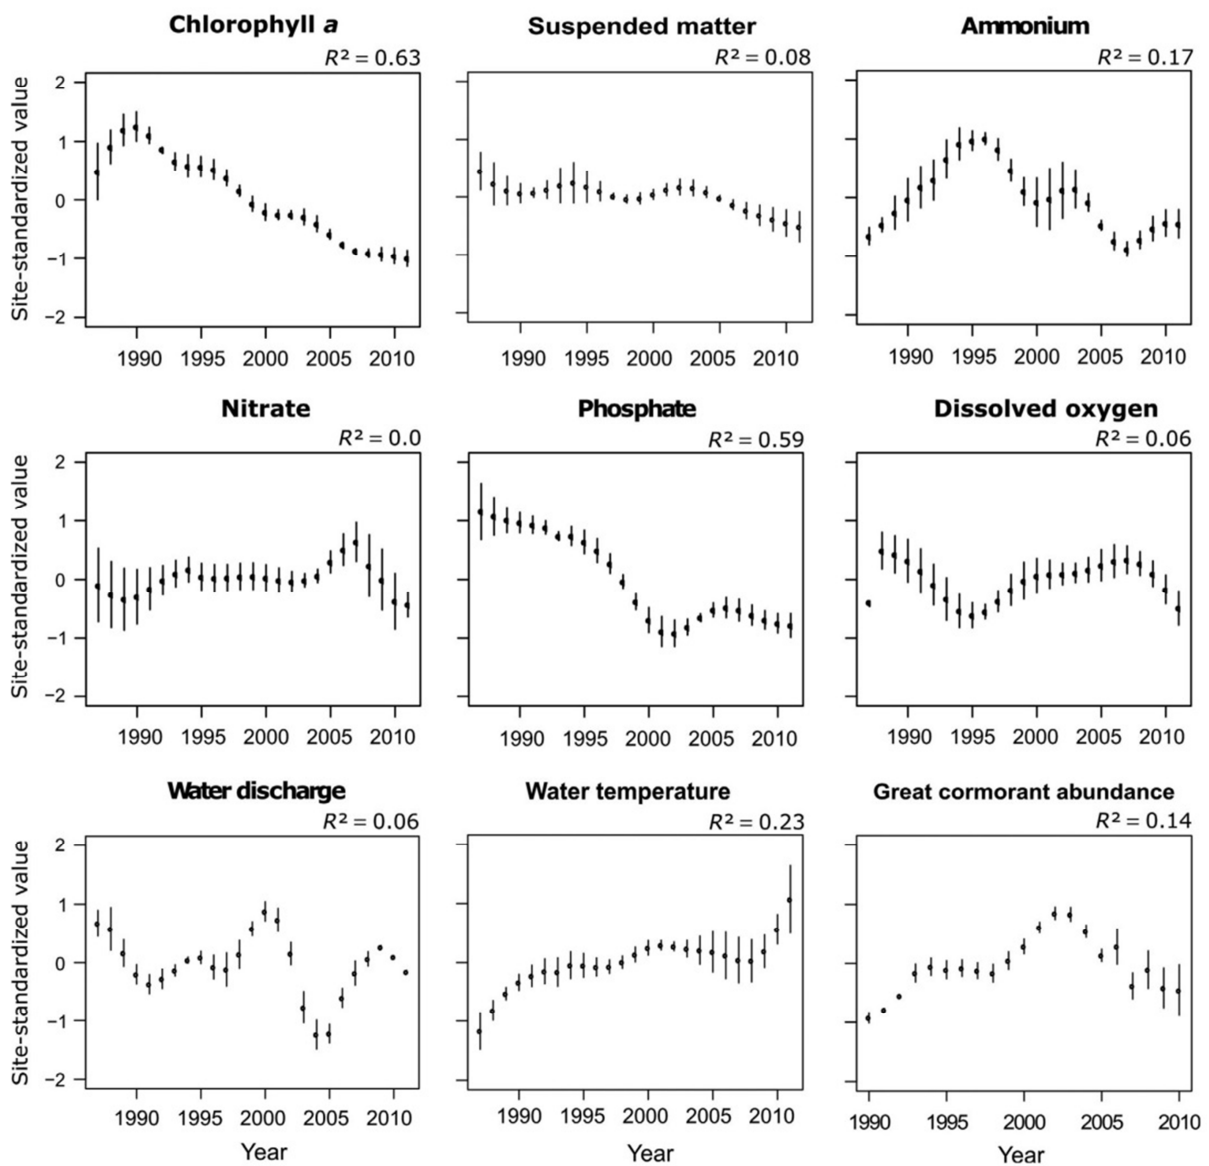 Chlorophyll a
Suspended matter
Ammonium
R² = 0.63
R² = 0.08
R² = 0.17
Site-standardized value
2
1
0
−1
−2
1990 1995 2000 2005 2010
1990 1995 2000 2005 2010
1990 1995 2000 2005 2010
Nitrate
Phosphate
Dissolved oxygen
R² = 0.0
R² = 0.59
R² = 0.06
Site-standardized value
2
1
0
−1
−2
1990 1995 2000 2005 2010
1990 1995 2000 2005 2010
1990 1995 2000 2005 2010
Water discharge
Water temperature
Great cormorant abundance
R² = 0.06
R² = 0.23
R² = 0.14
Site-standardized value
2
1
0
−1
−2
1990 1995 2000 2005 2010
1990 1995 2000 2005 2010
1990 1995 2000 2005 2010
Year
Year
Year